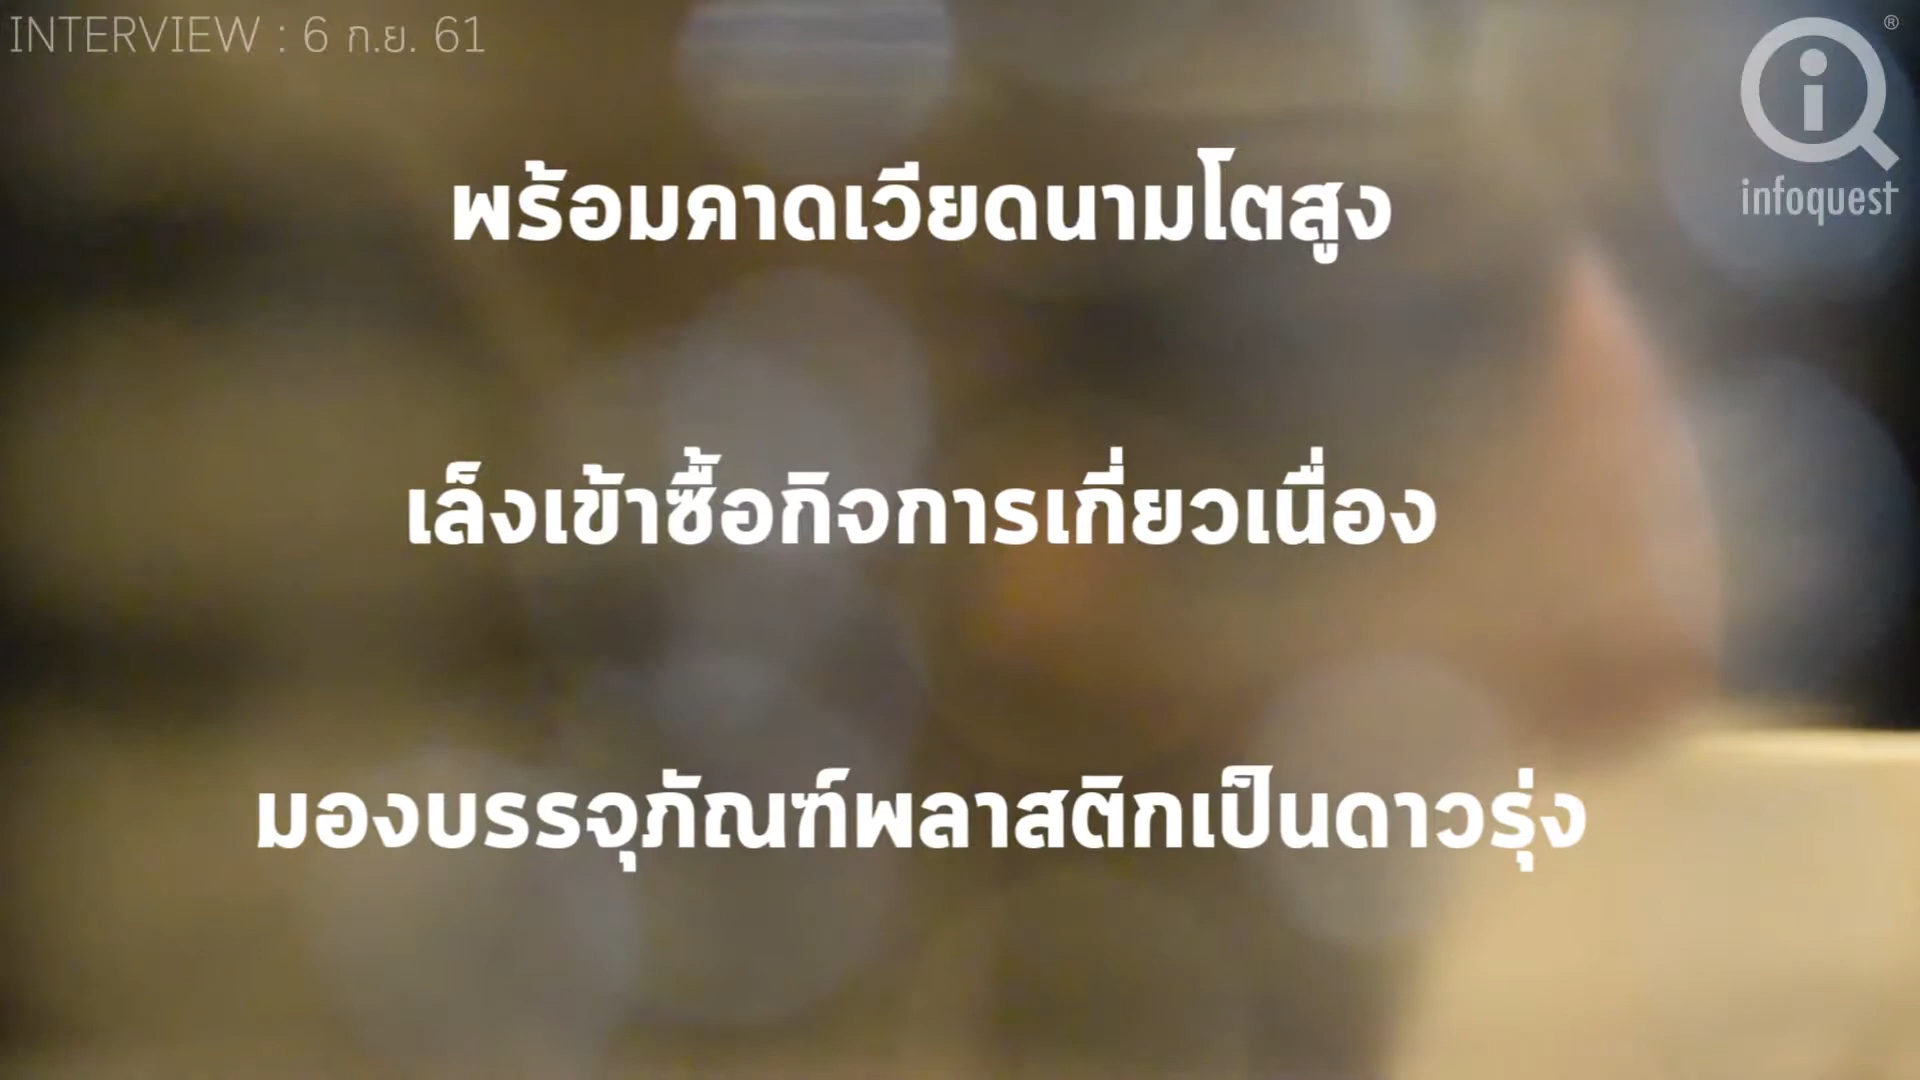 INTERVIEW : 6 ก.ย. 61
®
infoquest
พร้อมคาดเวียดนามโตสูง
เล็งเข้าซื้อกิจการเกี่ยวเนื่อง
มองบรรจุภัณฑ์พลาสติกเป็นดาวรุ่ง